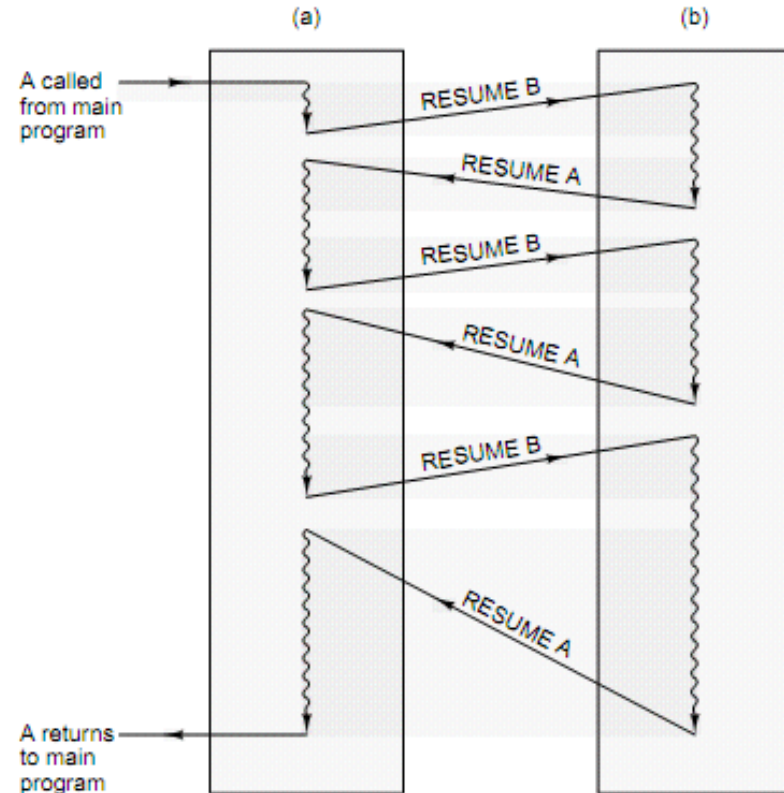 (a)
(b)
A called
from main
program
RESUME B
RESUME A
RESUME B
RESUME A
RESUME B
RESUME A
A returns
to main
program